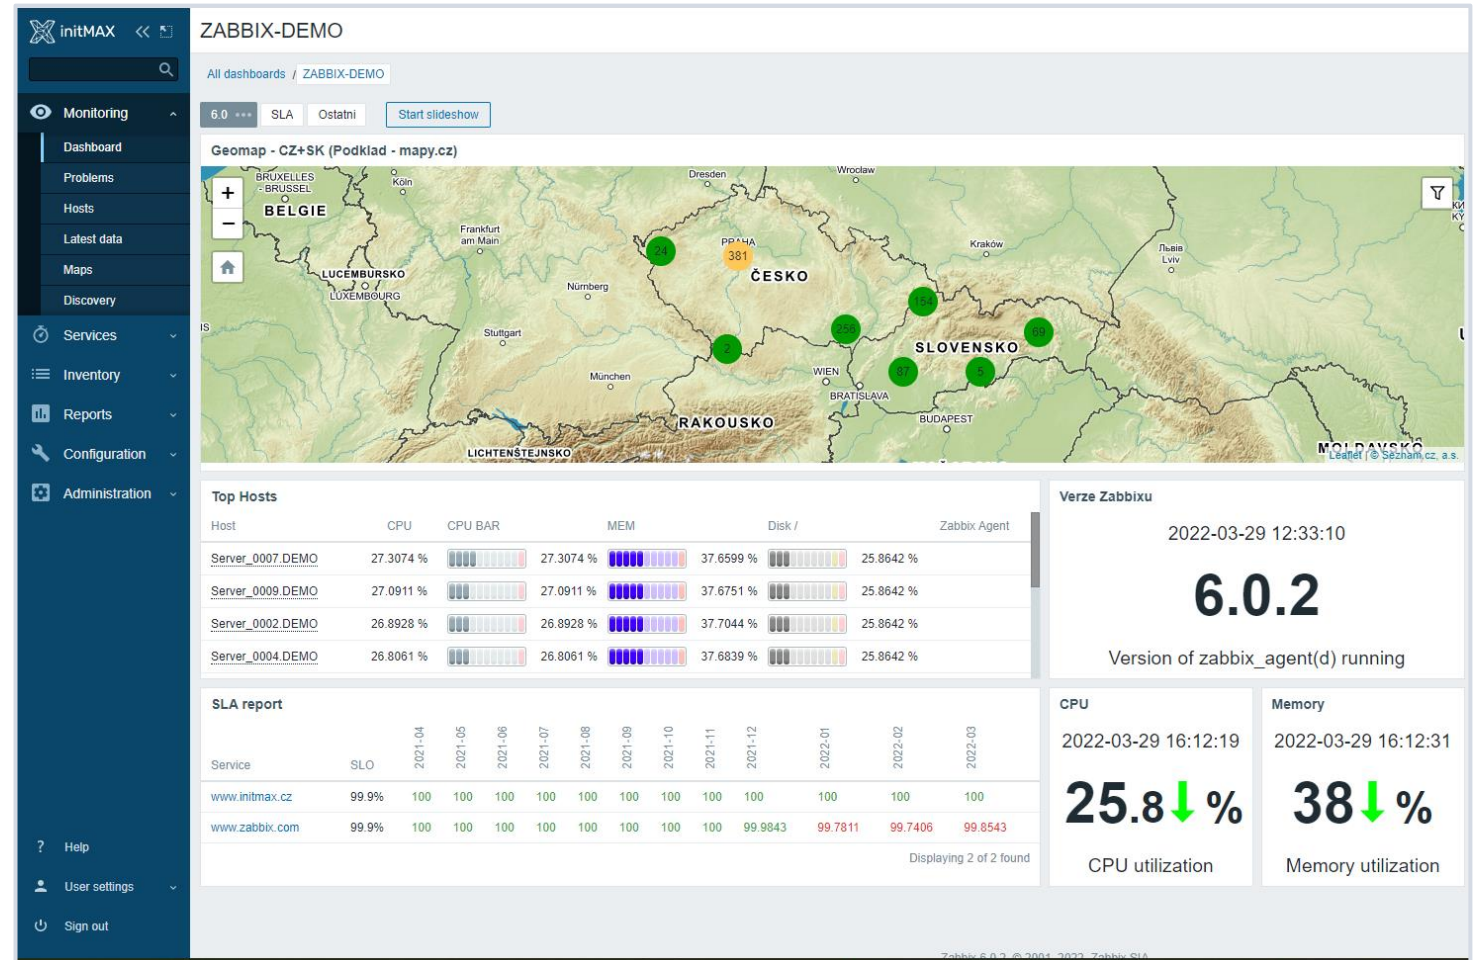 initMAX
ZABBIX-DEMO
All dashboards / ZABBIX-DEMO
Monitoring
Dashboard
Problems
Hosts
Latest data
Maps
Discovery
Services
Inventory
Reports
Configuration
Administration
? Help
User settings
Sign out
6.0 ••• SLA Ostatni Start slideshow
Geomap - CZ+SK (Podklad - mapy.cz)
+
−
BRUXELLES
- BRUSSEL
BELGIE
Köln
Dresden
Wrocław
Frankfurt
am Main
PRAHA
ČESKO
Kraków
Львів
Lviv
LUCEMBURSKO
LUXEMBOURG
Nürnberg
Stuttgart
München
WIEN
BRATISLAVA
SLOVENSKO
BUDAPEST
RAKOUSKO
LICHTENŠTEJNSKO
MOLDAVSKO
24
381
154
256
69
2
87
5
Leaflet | © Seznam.cz, a.s.
Top Hosts
Host CPU CPU BAR MEM Disk / Zabbix Agent
Server_0007.DEMO 27.3074 % 27.3074 % 37.6599 % 25.8642 %
Server_0009.DEMO 27.0911 % 27.0911 % 37.6751 % 25.8642 %
Server_0002.DEMO 26.8928 % 26.8928 % 37.7044 % 25.8642 %
Server_0004.DEMO 26.8061 % 26.8061 % 37.6839 % 25.8642 %
Verze Zabbixu
2022-03-29 12:33:10
6.0.2
Version of zabbix_agent(d) running
SLA report
Service SLO 2021-04 2021-05 2021-06 2021-07 2021-08 2021-09 2021-10 2021-11 2021-12 2022-01 2022-02 2022-03
www.initmax.cz 99.9% 100 100 100 100 100 100 100 100 100 100 100 100
www.zabbix.com 99.9% 100 100 100 100 100 100 100 100 99.9843 99.7811 99.7406 99.8543
Displaying 2 of 2 found
CPU
2022-03-29 16:12:19
25.8 %
CPU utilization
Memory
2022-03-29 16:12:31
38 %
Memory utilization
Zabbix 6.0.2. © 2001–2022, Zabbix SIA